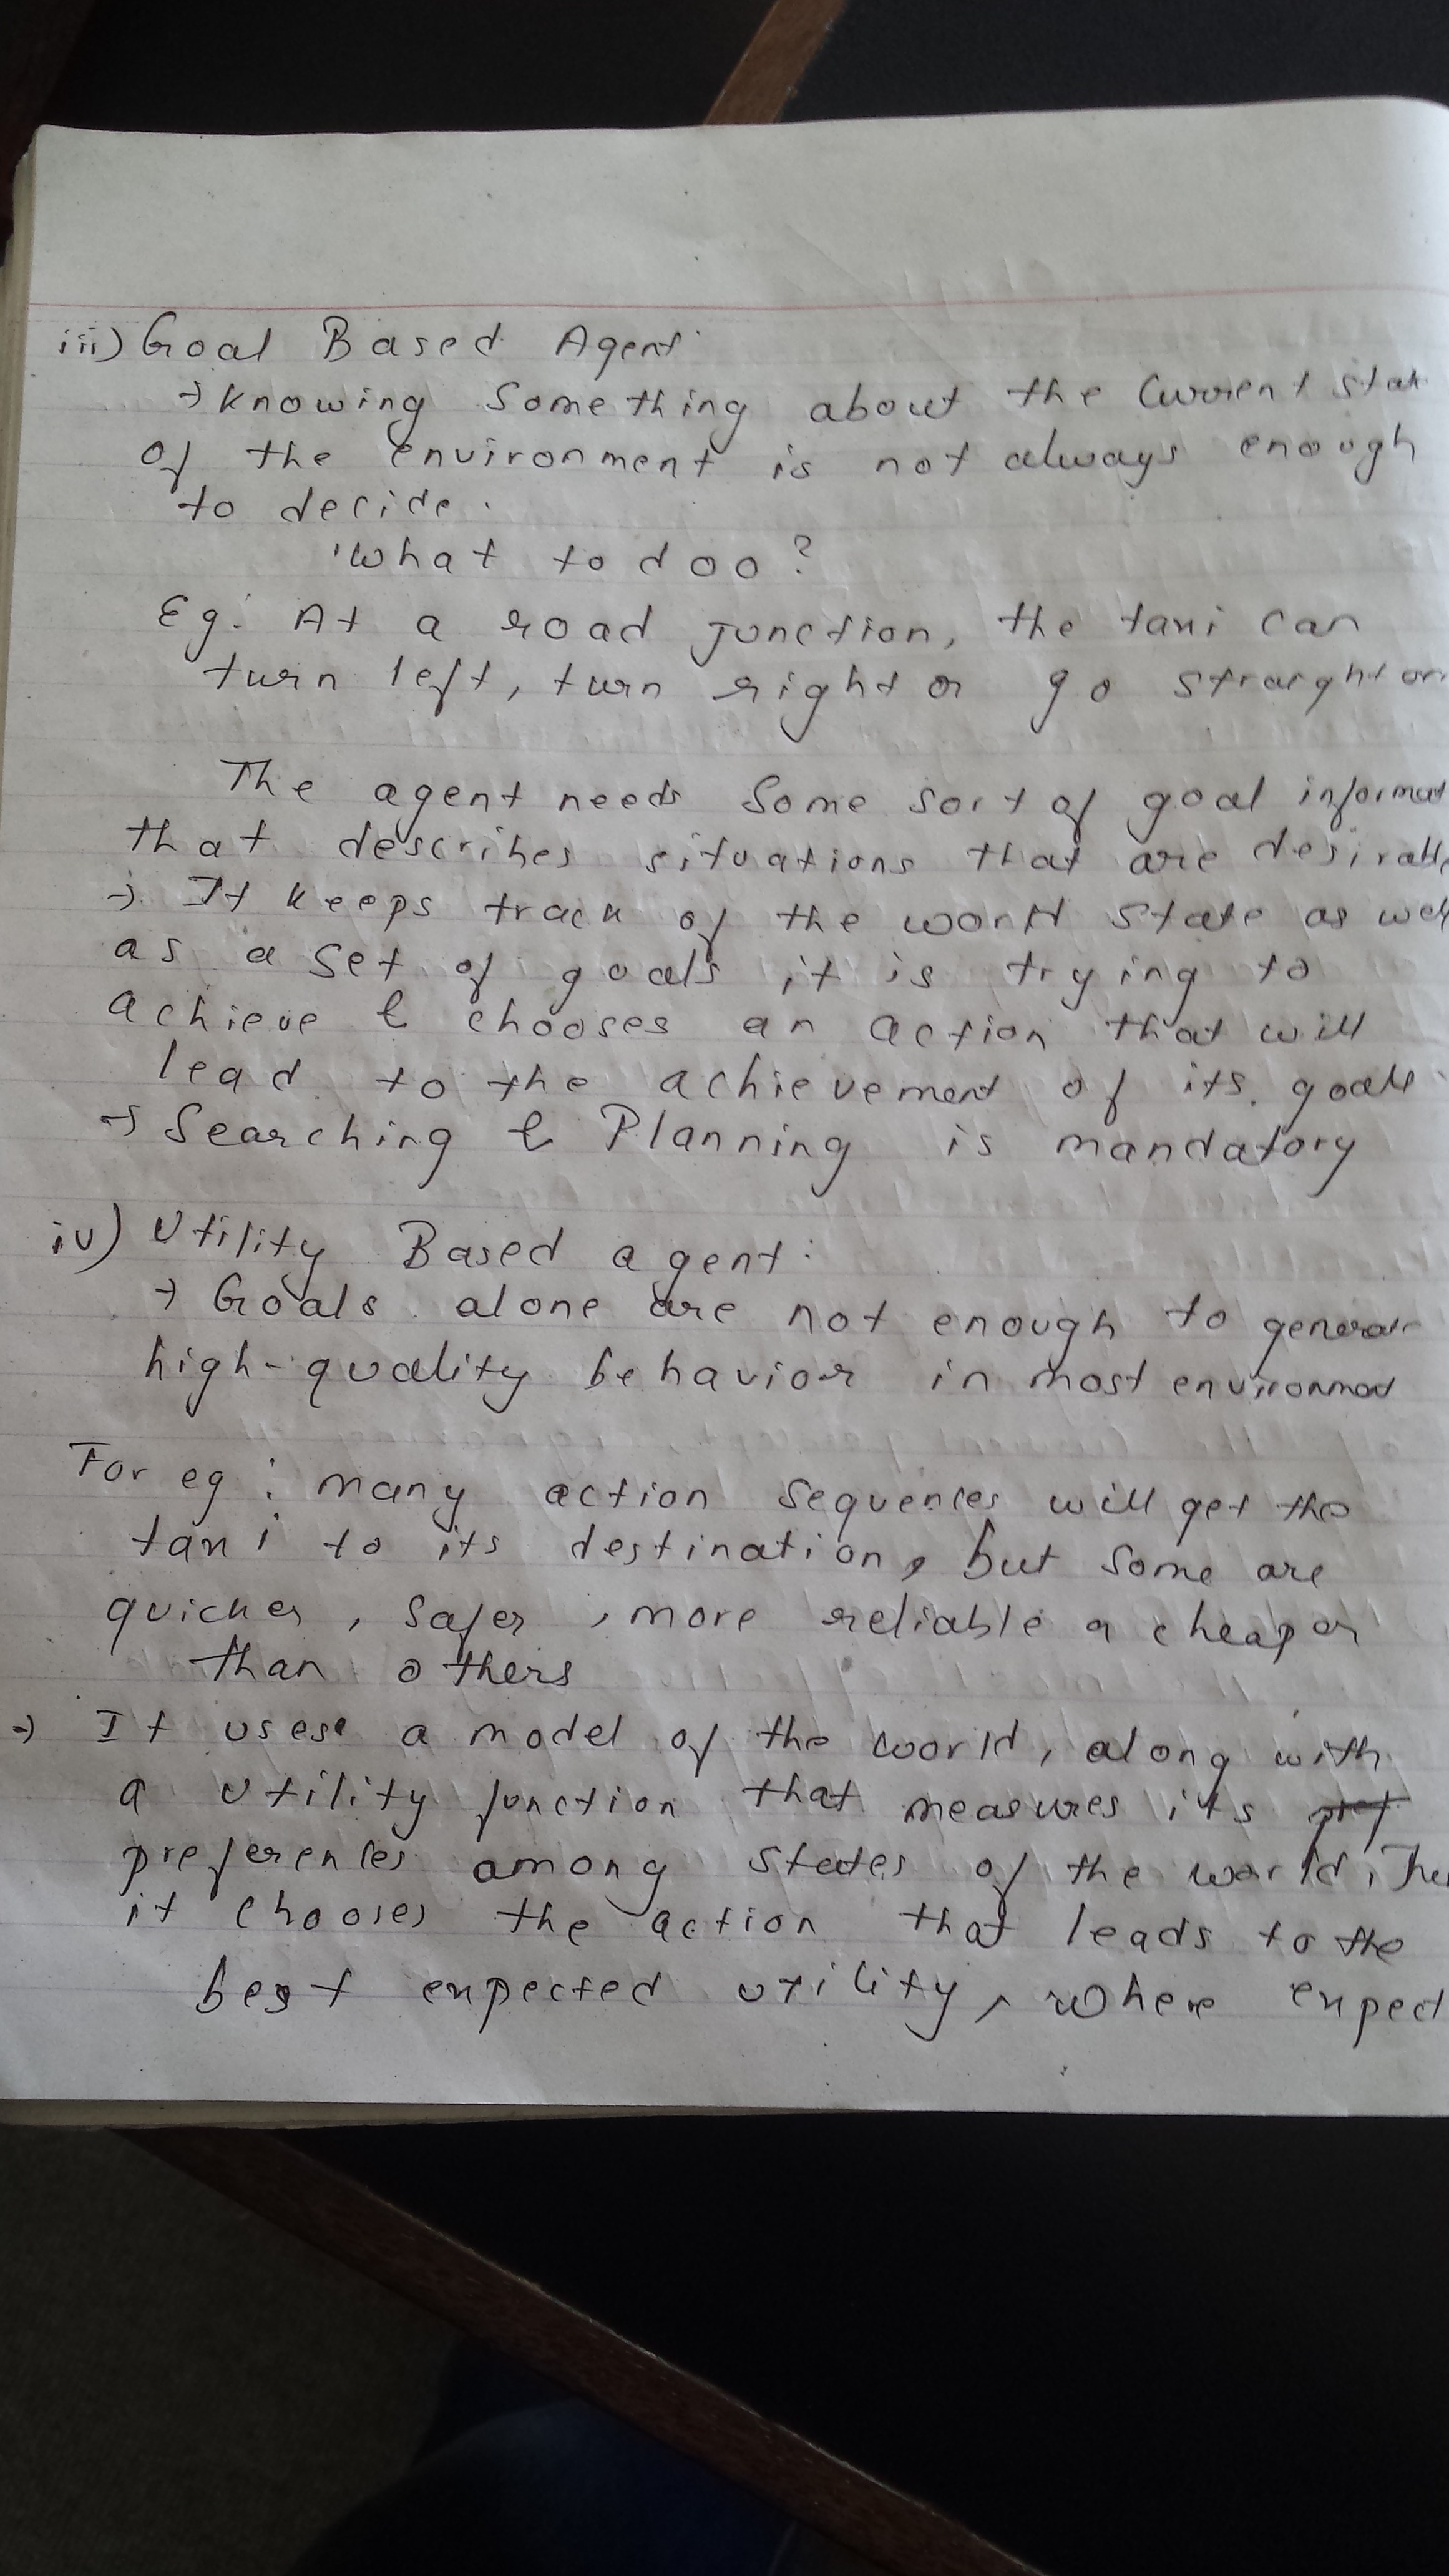 iii) Goal Based Agent
→ Knowing Something about the Current stat
of the environment is not always enough
to decide.
'What to doo?
Eg: At a road junction, the taxi can
turn left, turn right or go straight on
The agent needs Some sort of goal informat
that describes situations that are desirable
→ It keeps track of the world state as well
as a set of goals it is trying to
achieve & chooses an action that will
lead to the achievement of its goals
→ Searching & Planning is mandatory
iv) Utility Based agent:
→ Goals alone are not enough to generate
high-quality behavior in most environment
For eg: many action sequences will get the
taxi to its destination, but some are
quicker, safer, more reliable a cheaper
than others
→ It uses a model of the world, along with
a utility function that measures its pref
preferences among states of the world. The
it chooses the action that leads to the
best expected utility, where expect